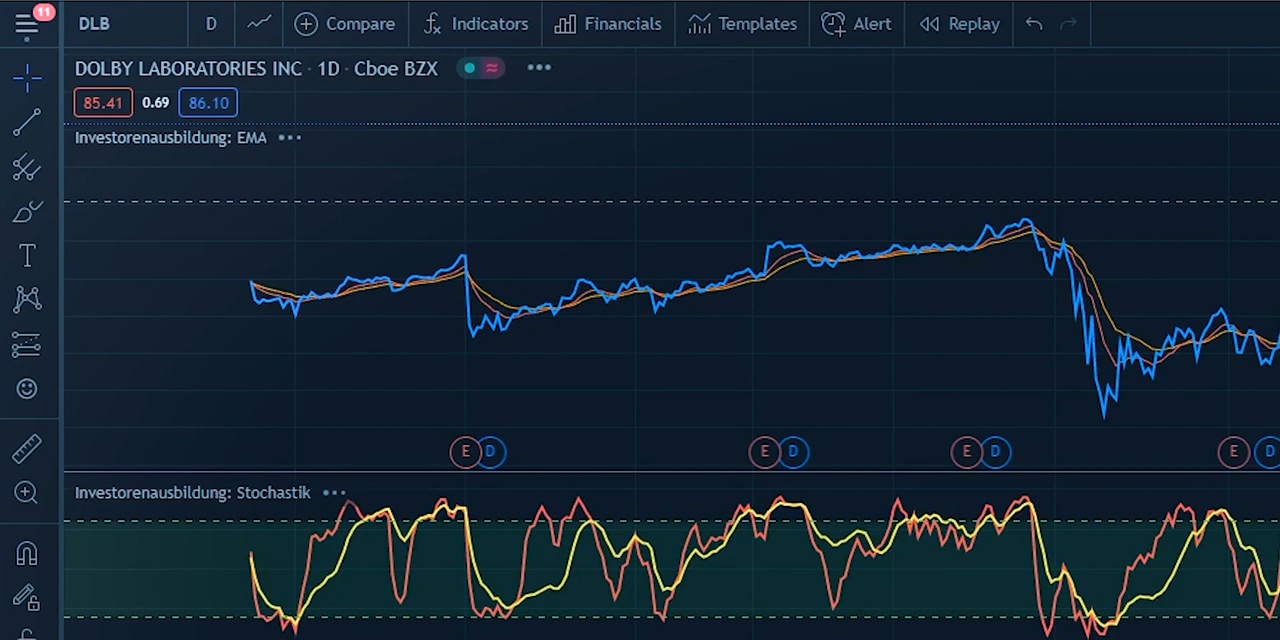 11
DLB D Compare Indicators Financials Templates Alert Replay
DOLBY LABORATORIES INC · 1D · Cboe BZX
85.41 0.69 86.10
Investorenausbildung: EMA
E D E D E D E D
Investorenausbildung: Stochastik